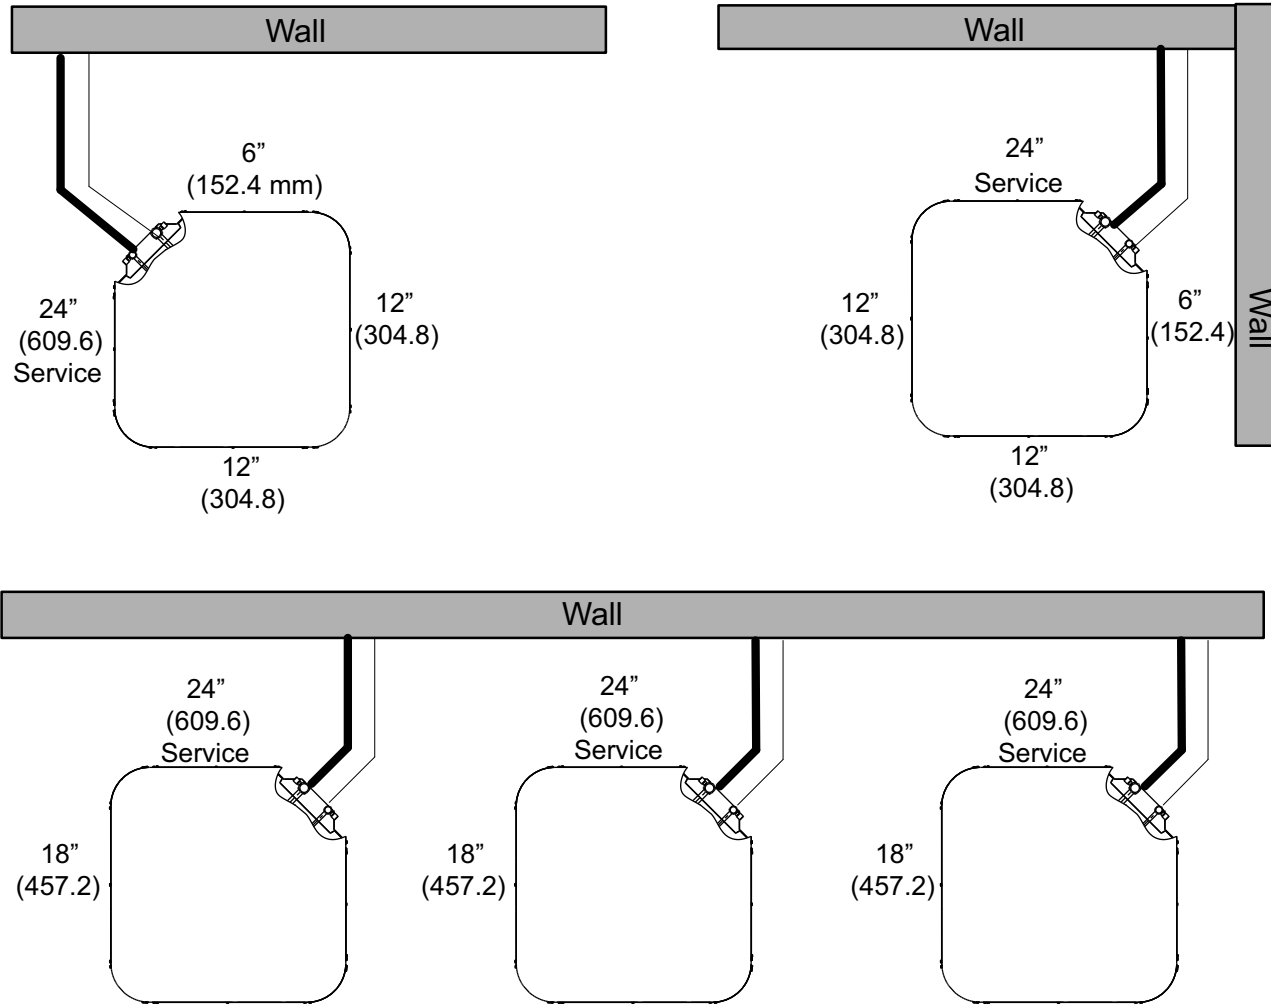 Wall
6”
(152.4 mm)
24”
(609.6)
Service
12”
(304.8)
12”
(304.8)
Wall
24”
Service
12”
(304.8)
6”
(152.4)
Wall
12”
(304.8)
Wall
24”
(609.6)
Service
24”
(609.6)
Service
24”
(609.6)
Service
18”
(457.2)
18”
(457.2)
18”
(457.2)